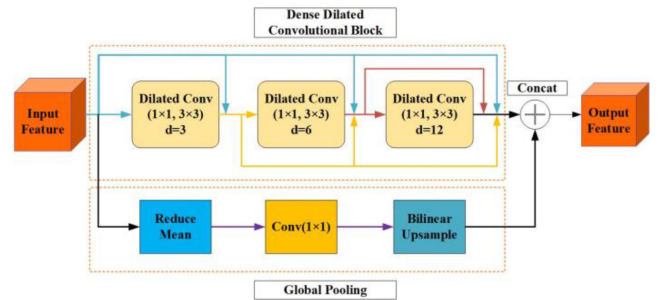 Dense Dilated
Convolutional Block
Input
Feature
Dilated Conv
(1×1, 3×3)
d=3
Dilated Conv
(1×1, 3×3)
d=6
Dilated Conv
(1×1, 3×3)
d=12
Concat
Output
Feature
Reduce
Mean
Conv(1×1)
Bilinear
Upsample
Global Pooling